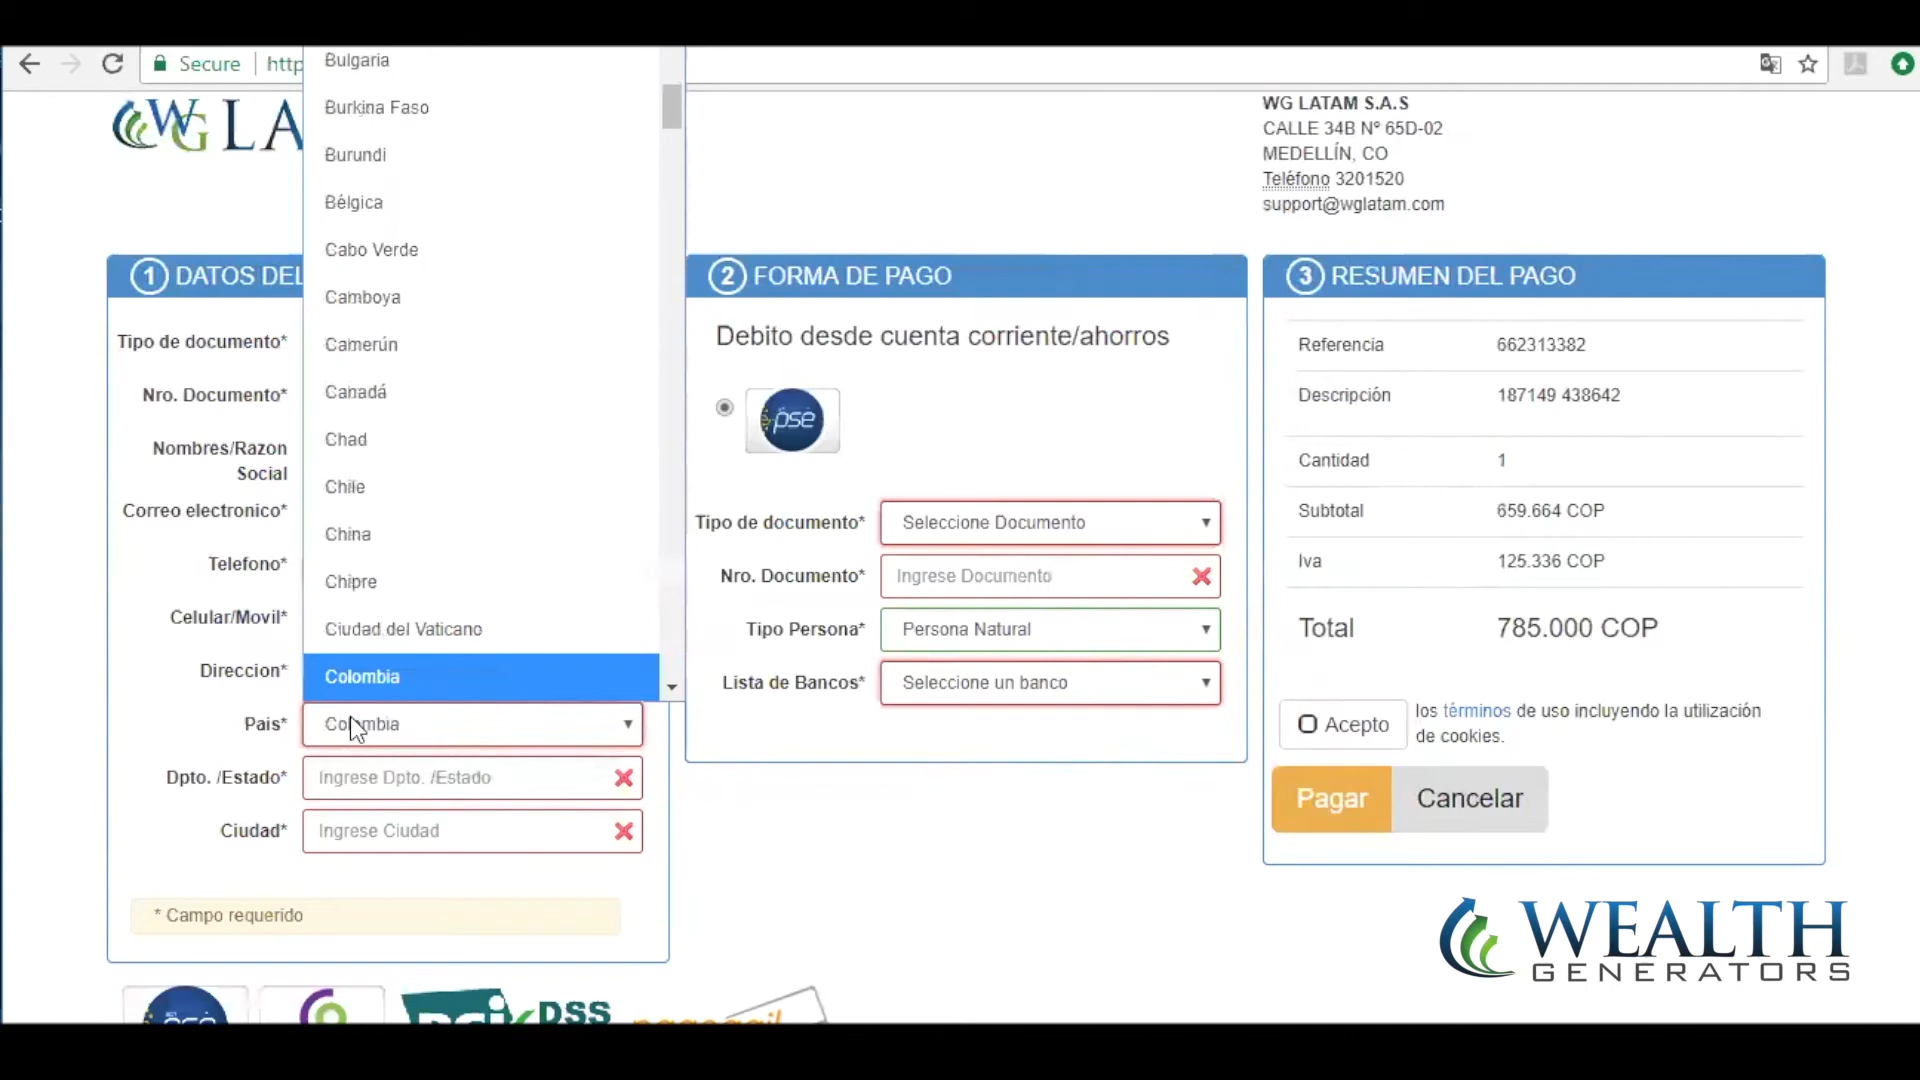 Secure
http
WG LA
WG LATAM S.A.S
CALLE 34B Nº 65D-02
MEDELLÍN, CO
Teléfono 3201520
support@wglatam.com
Bulgaria
Burkina Faso
Burundi
Bélgica
Cabo Verde
Camboya
Camerún
Canadá
Chad
Chile
China
Chipre
Ciudad del Vaticano
Colombia
1 DATOS DEL
Tipo de documento*
Nro. Documento*
Nombres/Razon
Social
Correo electronico*
Telefono*
Celular/Movil*
Direccion*
Pais* Colombia
Dpto. /Estado* Ingrese Dpto. /Estado
Ciudad* Ingrese Ciudad
* Campo requerido
2 FORMA DE PAGO
Debito desde cuenta corriente/ahorros
pse
Tipo de documento* Seleccione Documento
Nro. Documento* Ingrese Documento
Tipo Persona* Persona Natural
Lista de Bancos* Seleccione un banco
3 RESUMEN DEL PAGO
Referencia 662313382
Descripción 187149 438642
Cantidad 1
Subtotal 659.664 COP
Iva 125.336 COP
Total 785.000 COP
Acepto
los términos de uso incluyendo la utilización
de cookies.
Pagar
Cancelar
WEALTH
GENERATORS
DSS